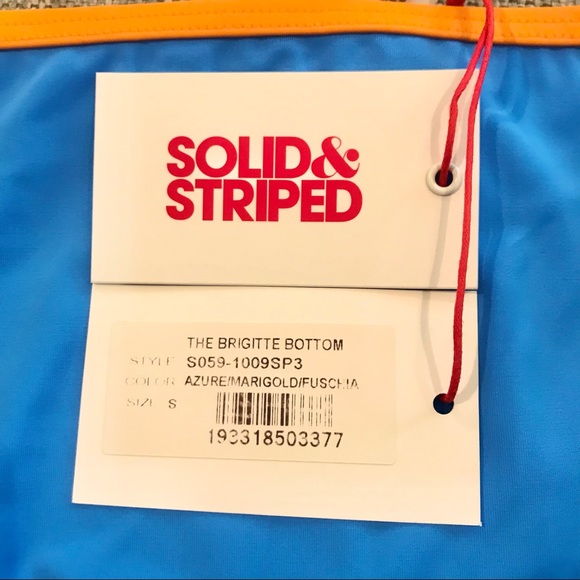 SOLID&
STRIPED
THE BRIGITTE BOTTOM
STYLE S059-1009SP3
COLOR AZURE/MARIGOLD/FUSCHIA
SIZE S
193318503377